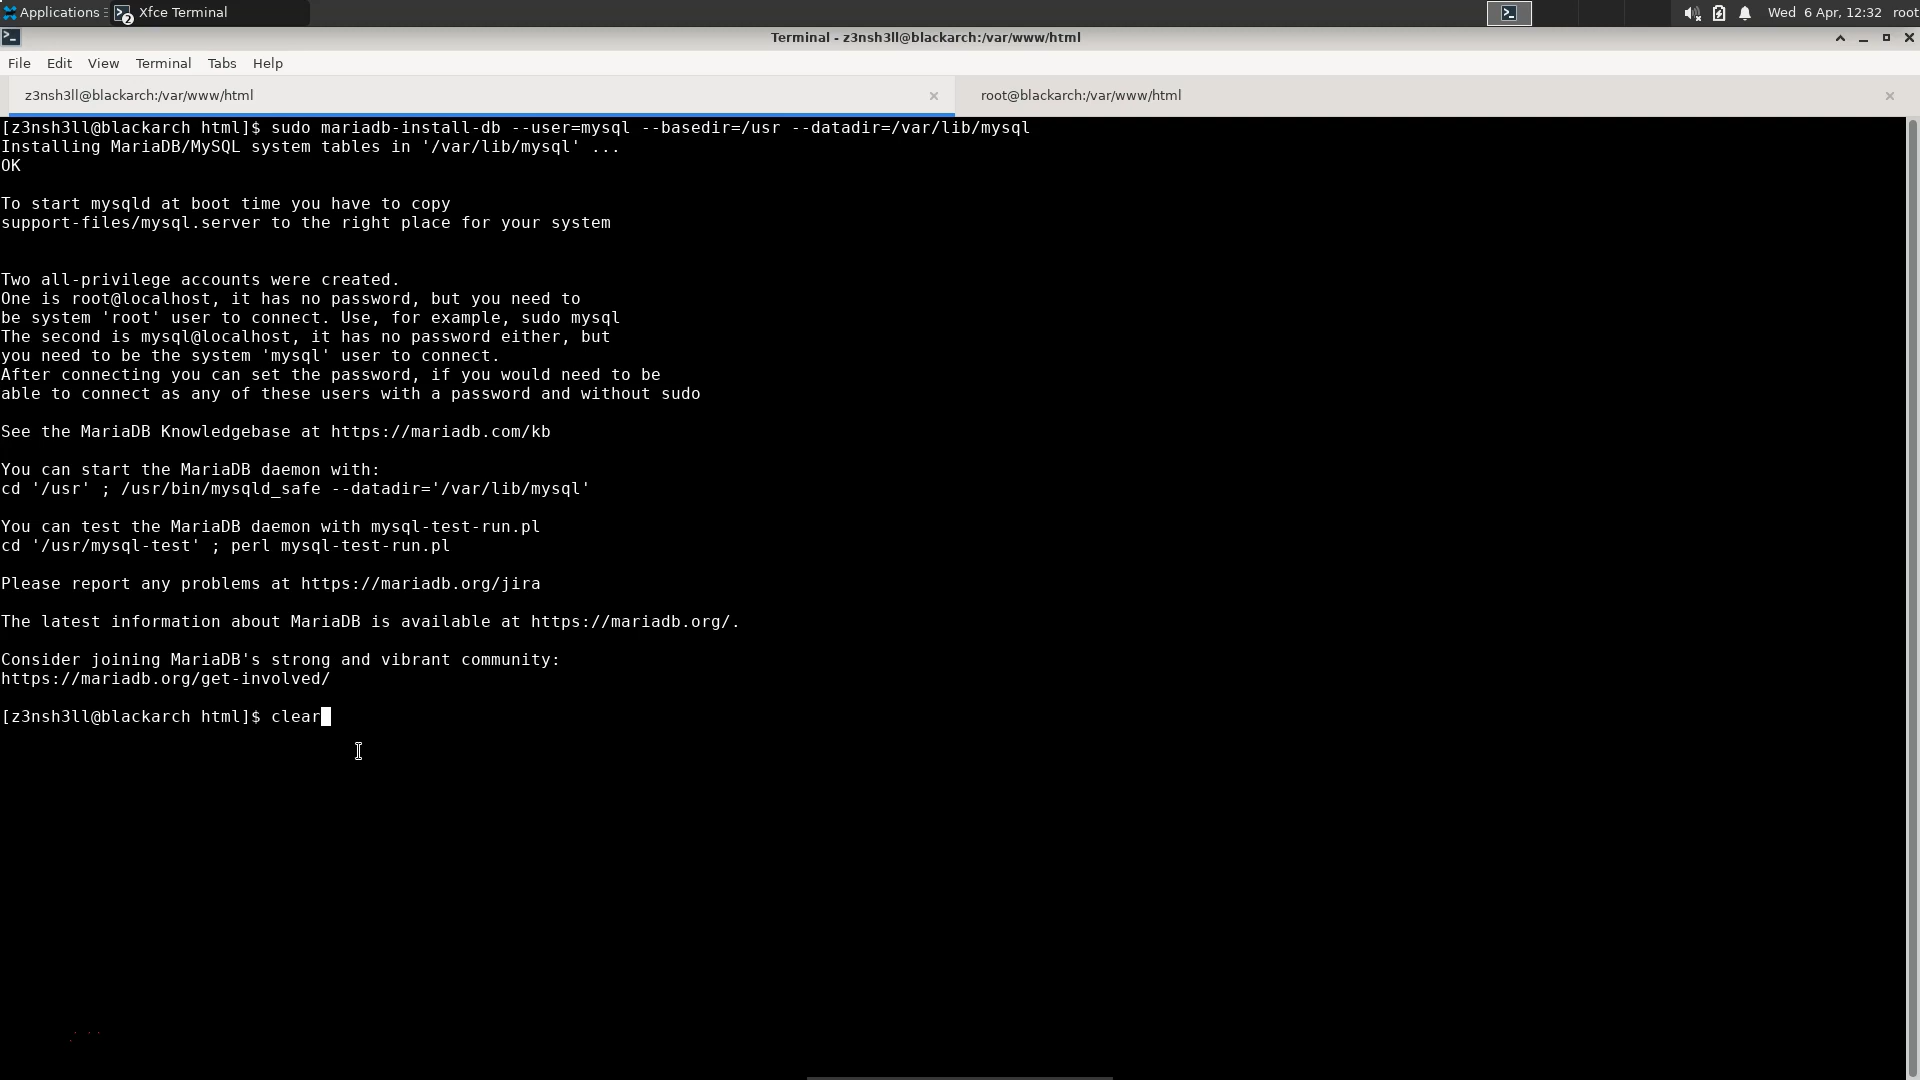 Applications Xfce Terminal Wed 6 Apr, 12:32 root
2
Terminal - z3nsh3ll@blackarch:/var/www/html
File Edit View Terminal Tabs Help
z3nsh3ll@blackarch:/var/www/html root@blackarch:/var/www/html
[z3nsh3ll@blackarch html]$ sudo mariadb-install-db --user=mysql --basedir=/usr --datadir=/var/lib/mysql
Installing MariaDB/MySQL system tables in '/var/lib/mysql' ...
OK
To start mysqld at boot time you have to copy
support-files/mysql.server to the right place for your system
Two all-privilege accounts were created.
One is root@localhost, it has no password, but you need to
be system 'root' user to connect. Use, for example, sudo mysql
The second is mysql@localhost, it has no password either, but
you need to be the system 'mysql' user to connect.
After connecting you can set the password, if you would need to be
able to connect as any of these users with a password and without sudo
See the MariaDB Knowledgebase at https://mariadb.com/kb
You can start the MariaDB daemon with:
cd '/usr' ; /usr/bin/mysqld_safe --datadir='/var/lib/mysql'
You can test the MariaDB daemon with mysql-test-run.pl
cd '/usr/mysql-test' ; perl mysql-test-run.pl
Please report any problems at https://mariadb.org/jira
The latest information about MariaDB is available at https://mariadb.org/.
Consider joining MariaDB's strong and vibrant community:
https://mariadb.org/get-involved/
[z3nsh3ll@blackarch html]$ clear